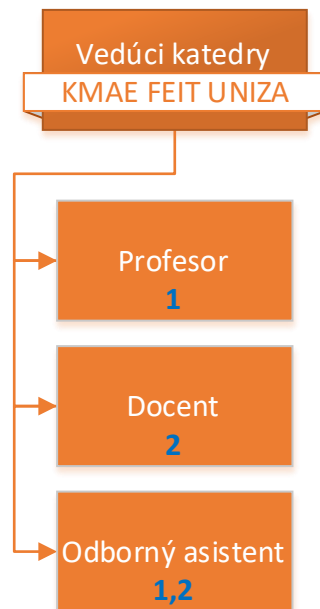 Vedúci katedry
KMAE FEIT UNIZA
Profesor
1
Docent
2
Odborný asistent
1,2